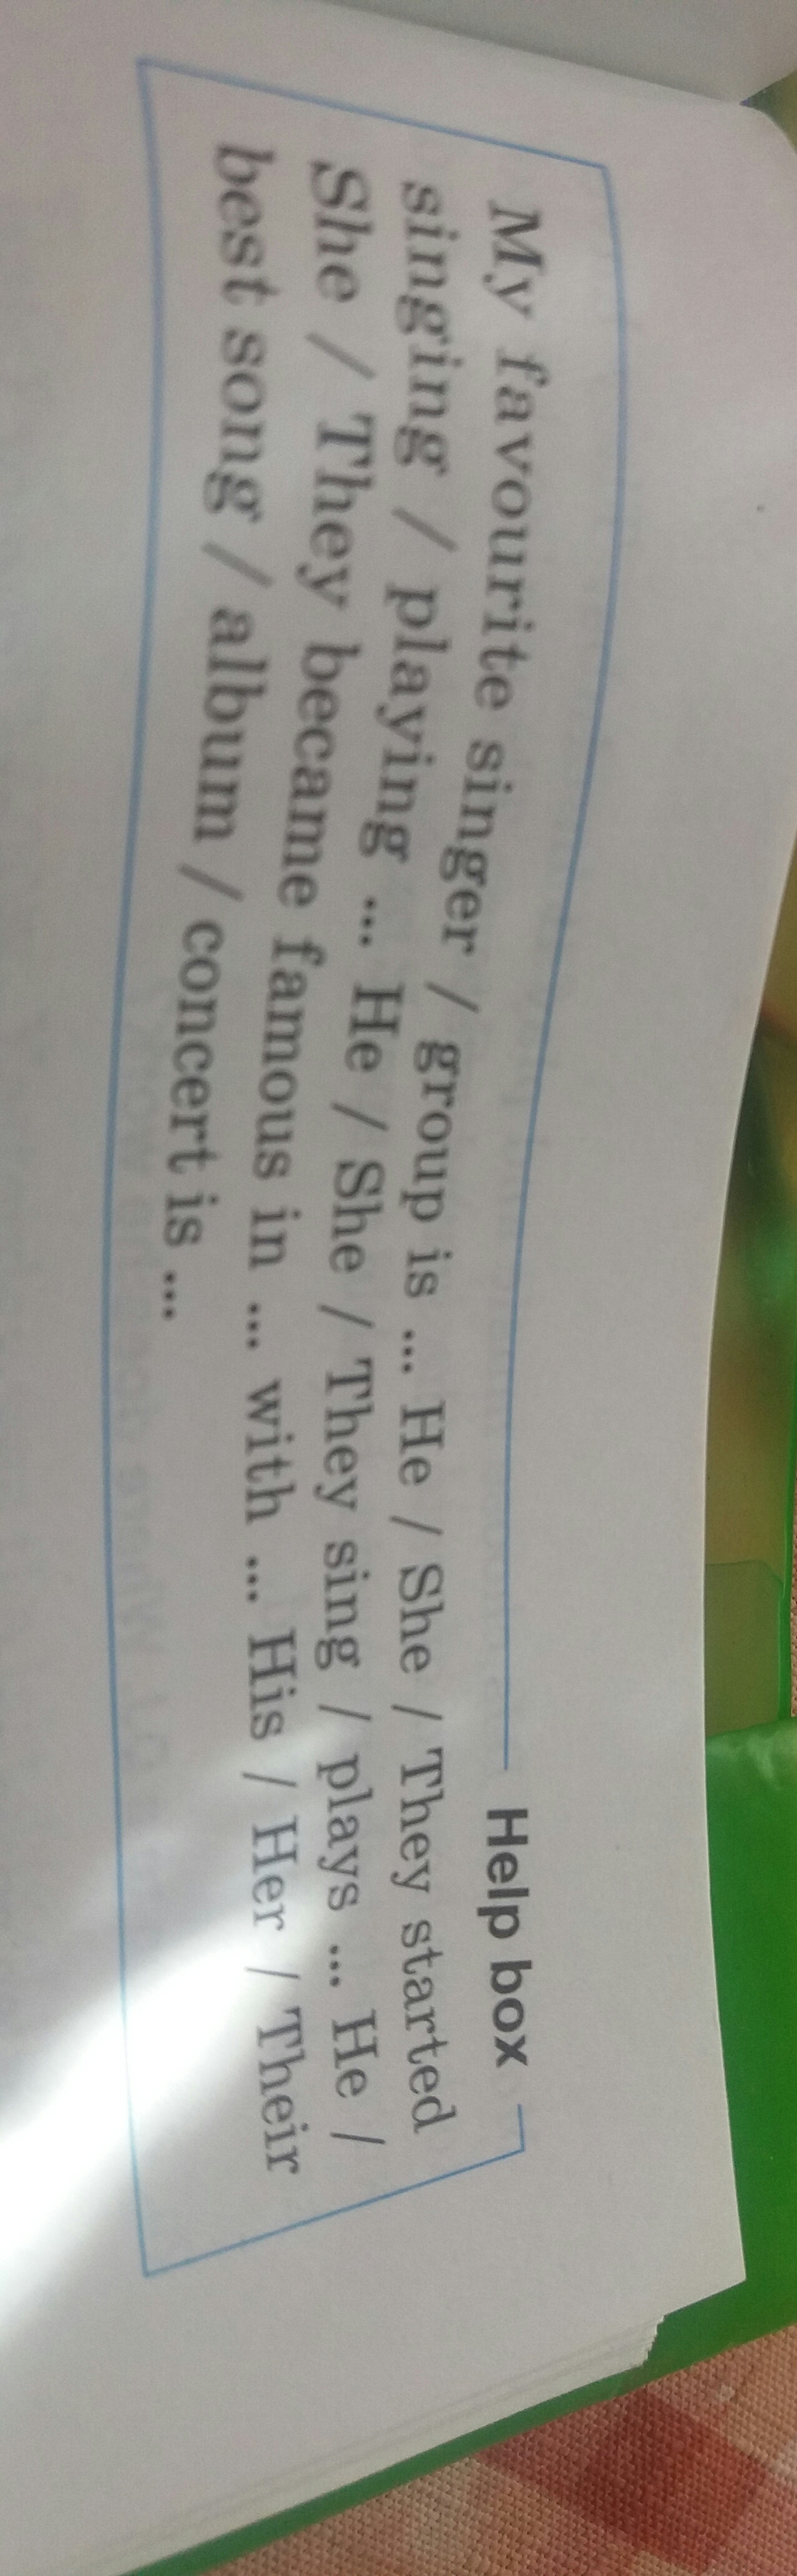 Help box
My favourite singer / group is ... He / She / They started
singing / playing ... He / She / They sing / plays ... He /
She / They became famous in ... with ... His / Her / Their
best song / album / concert is ...